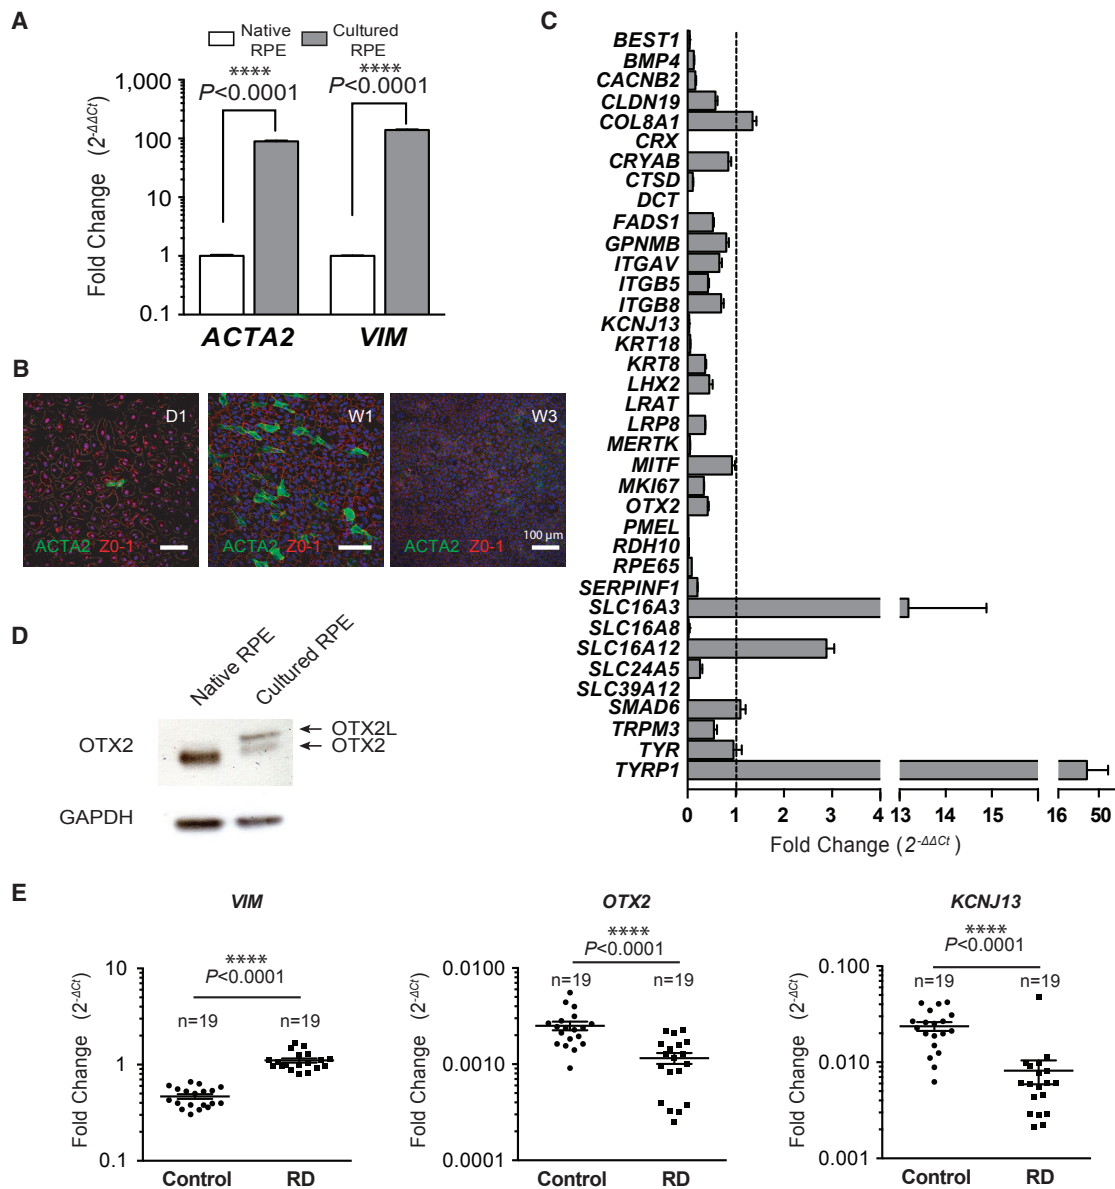 A
Native RPE
Cultured RPE
****
P<0.0001
****
P<0.0001
Fold Change (2-ΔΔCt)
1,000
100
10
1
0.1
ACTA2
VIM
B
D1
ACTA2 Z0-1
W1
ACTA2 Z0-1
W3
100 µm
ACTA2 Z0-1
C
BEST1
BMP4
CACNB2
CLDN19
COL8A1
CRX
CRYAB
CTSD
DCT
FADS1
GPNMB
ITGAV
ITGB5
ITGB8
KCNJ13
KRT18
KRT8
LHX2
LRAT
LRP8
MERTK
MITF
MKI67
OTX2
PMEL
RDH10
RPE65
SERPINF1
SLC16A3
SLC16A8
SLC16A12
SLC24A5
SLC39A12
SMAD6
TRPM3
TYR
TYRP1
0 1 2 3 4 13 14 15 16 50
Fold Change (2-ΔΔCt)
D
Native RPE
Cultured RPE
OTX2
OTX2L
OTX2
GAPDH
E
VIM
****
P<0.0001
n=19
n=19
Fold Change (2-ΔCt)
10
1
0.1
Control
RD
OTX2
****
P<0.0001
n=19
n=19
Fold Change (2-ΔCt)
0.0100
0.0010
0.0001
Control
RD
KCNJ13
****
P<0.0001
n=19
n=19
Fold Change (2-ΔCt)
0.100
0.010
0.001
Control
RD